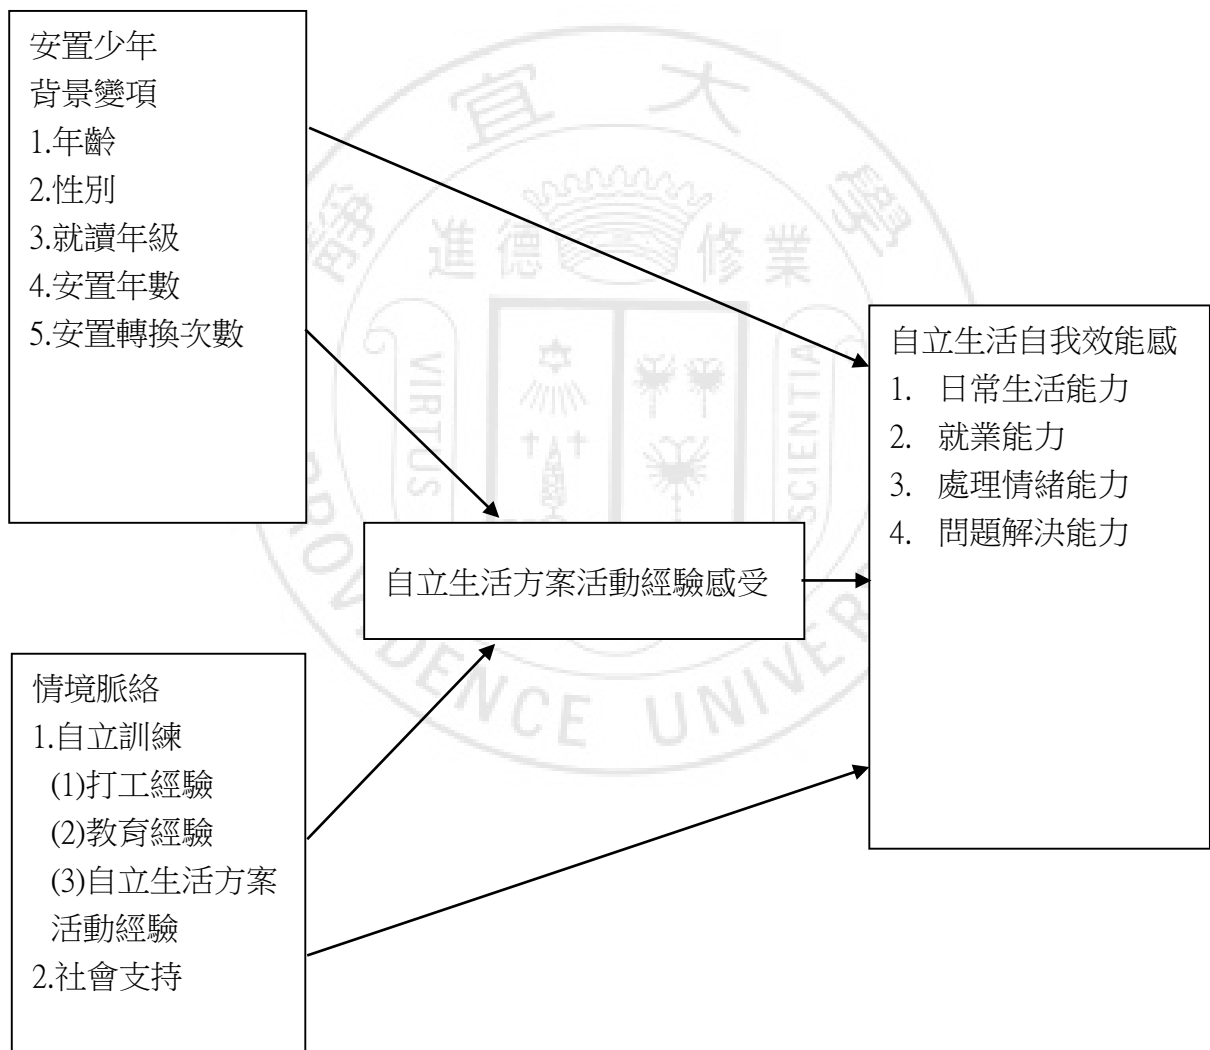 安置少年
背景變項
1.年齡
2.性別
3.就讀年級
4.安置年數
5.安置轉換次數
自立生活方案活動經驗感受
情境脈絡
1.自立訓練
(1)打工經驗
(2)教育經驗
(3)自立生活方案
活動經驗
2.社會支持
自立生活自我效能感
1. 日常生活能力
2. 就業能力
3. 處理情緒能力
4. 問題解決能力
靜宜大學
進德修業
VIRTUS
SCIENTIA
PROVIDENCE UNIVER